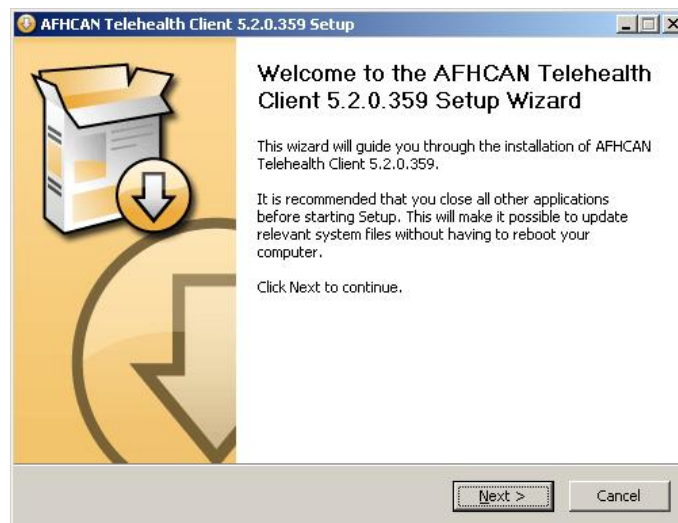 AFHCAN Telehealth Client 5.2.0.359 Setup
Welcome to the AFHCAN Telehealth
Client 5.2.0.359 Setup Wizard
This wizard will guide you through the installation of AFHCAN
Telehealth Client 5.2.0.359.
It is recommended that you close all other applications
before starting Setup. This will make it possible to update
relevant system files without having to reboot your
computer.
Click Next to continue.
Next >
Cancel